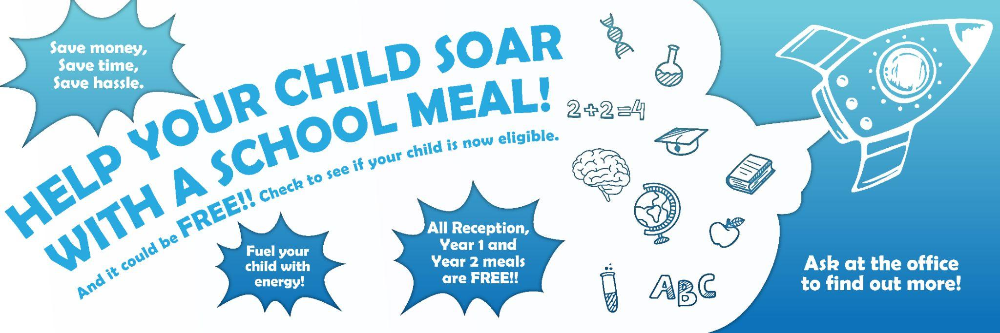 Save money,
Save time,
Save hassle.
HELP YOUR CHILD SOAR
WITH A SCHOOL MEAL!
And it could be FREE!! Check to see if your child is now eligible.
Fuel your
child with
energy!
All Reception,
Year 1 and
Year 2 meals
are FREE!!
2+2=4
ABC
Ask at the office
to find out more!